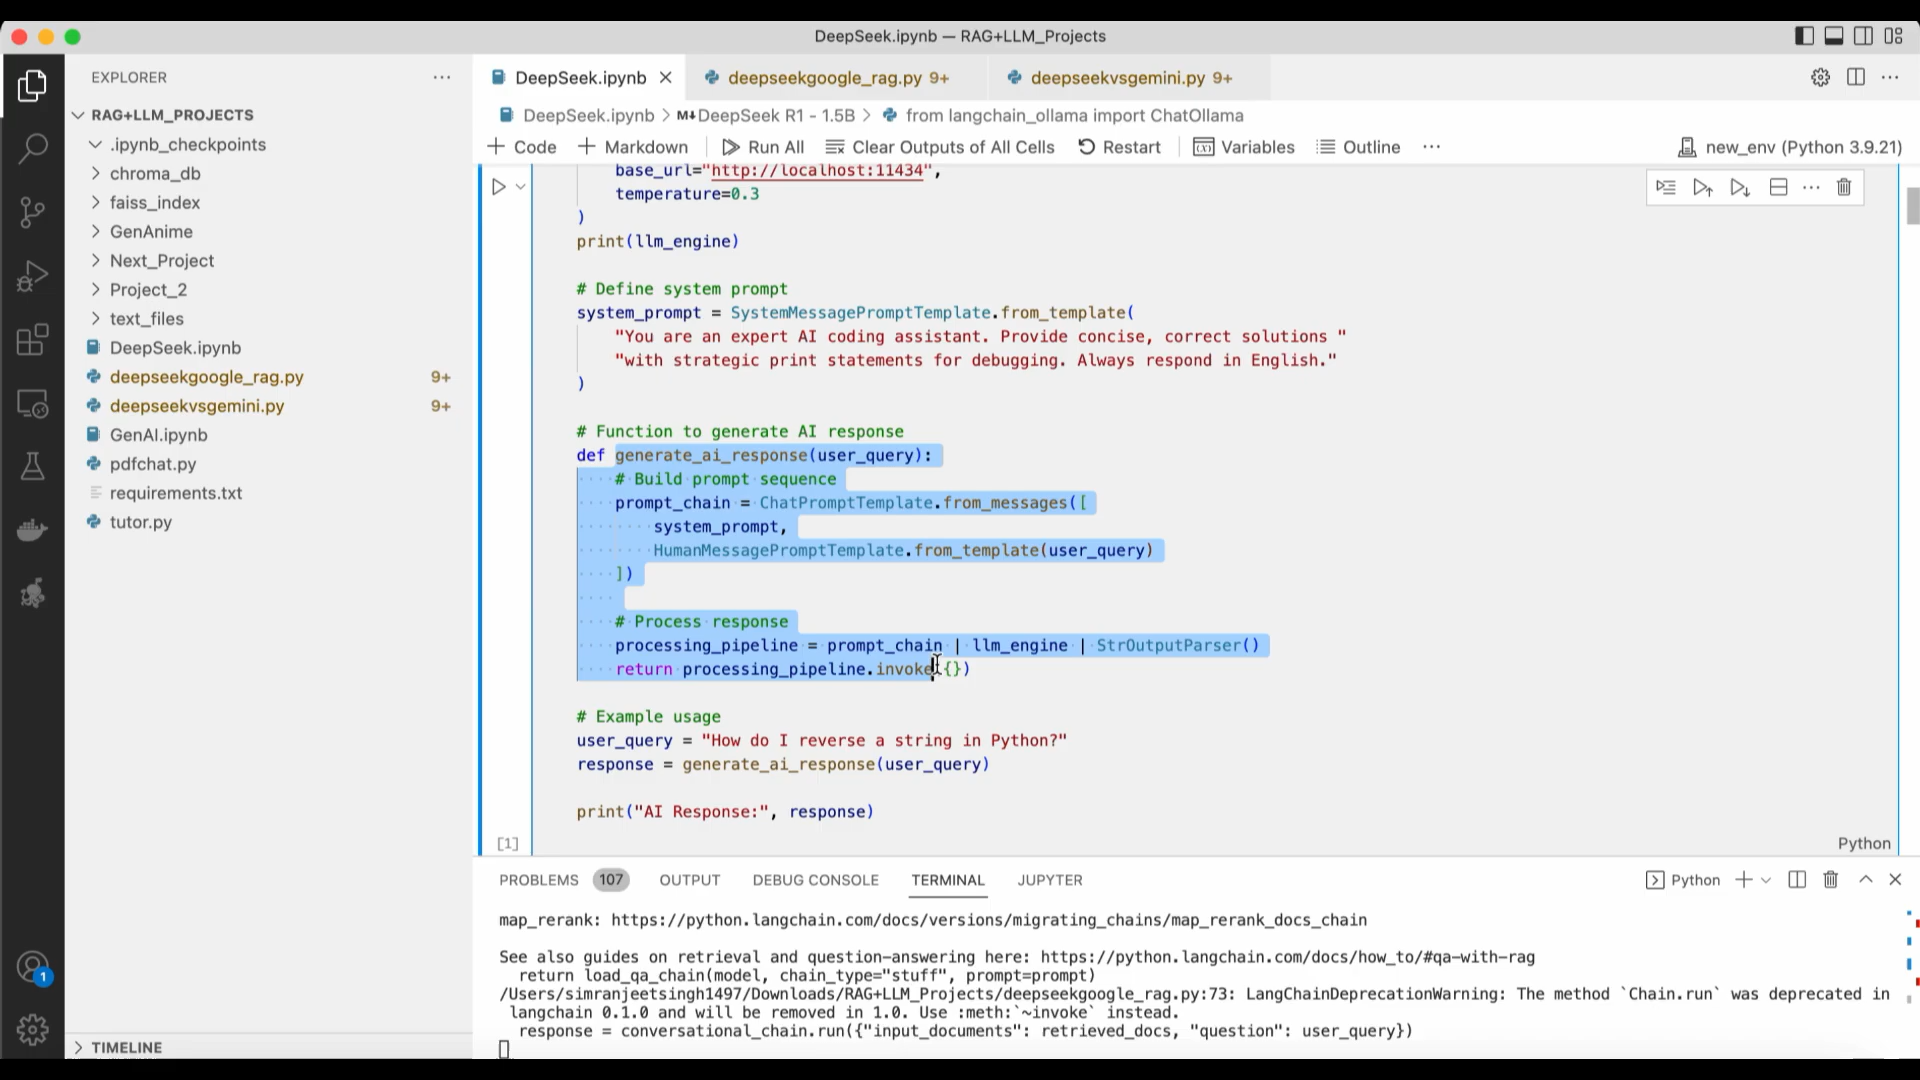 DeepSeek.ipynb — RAG+LLM_Projects
EXPLORER
RAG+LLM_PROJECTS
.ipynb_checkpoints
chroma_db
faiss_index
GenAnime
Next_Project
Project_2
text_files
DeepSeek.ipynb
deepseekgoogle_rag.py 9+
deepseekvsgemini.py 9+
GenAI.ipynb
pdfchat.py
requirements.txt
tutor.py
TIMELINE
1
DeepSeek.ipynb
deepseekgoogle_rag.py 9+
deepseekvsgemini.py 9+
DeepSeek.ipynb > M↓DeepSeek R1 - 1.5B > from langchain_ollama import ChatOllama
+ Code + Markdown Run All Clear Outputs of All Cells Restart Variables Outline ... new_env (Python 3.9.21)
base_url="http://localhost:11434",
temperature=0.3
)
print(llm_engine)
# Define system prompt
system_prompt = SystemMessagePromptTemplate.from_template(
"You are an expert AI coding assistant. Provide concise, correct solutions "
"with strategic print statements for debugging. Always respond in English."
)
# Function to generate AI response
def generate_ai_response(user_query):
# Build prompt sequence
prompt_chain = ChatPromptTemplate.from_messages([
system_prompt,
HumanMessagePromptTemplate.from_template(user_query)
])
# Process response
processing_pipeline = prompt_chain | llm_engine | StrOutputParser()
return processing_pipeline.invoke({})
# Example usage
user_query = "How do I reverse a string in Python?"
response = generate_ai_response(user_query)
print("AI Response:", response)
[1]
Python
PROBLEMS 107 OUTPUT DEBUG CONSOLE TERMINAL JUPYTER
Python
map_rerank: https://python.langchain.com/docs/versions/migrating_chains/map_rerank_docs_chain
See also guides on retrieval and question-answering here: https://python.langchain.com/docs/how_to/#qa-with-rag
return load_qa_chain(model, chain_type="stuff", prompt=prompt)
/Users/simranjeetsingh1497/Downloads/RAG+LLM_Projects/deepseekgoogle_rag.py:73: LangChainDeprecationWarning: The method `Chain.run` was deprecated in
langchain 0.1.0 and will be removed in 1.0. Use :meth:`~invoke` instead.
response = conversational_chain.run({"input_documents": retrieved_docs, "question": user_query})